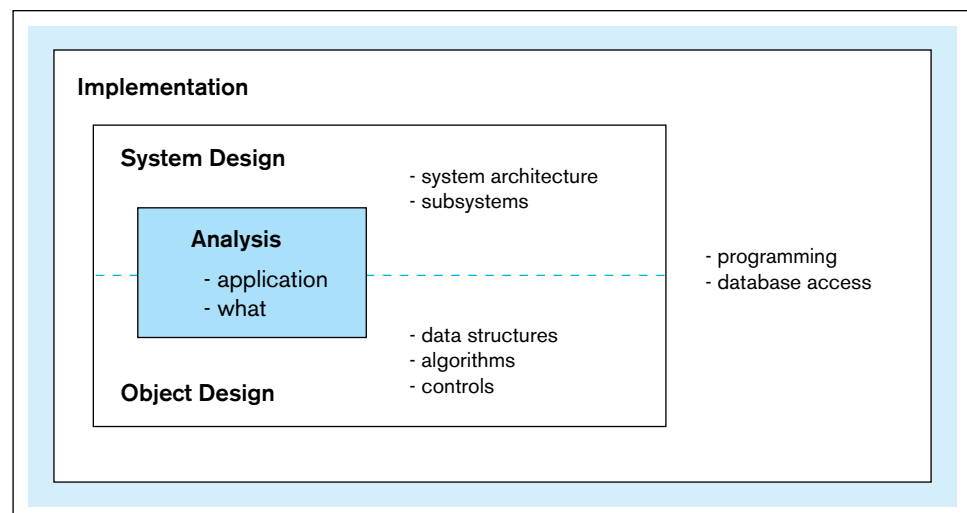 Implementation
System Design
- system architecture
- subsystems
Analysis
- application
- what
- programming
- database access
- data structures
- algorithms
- controls
Object Design